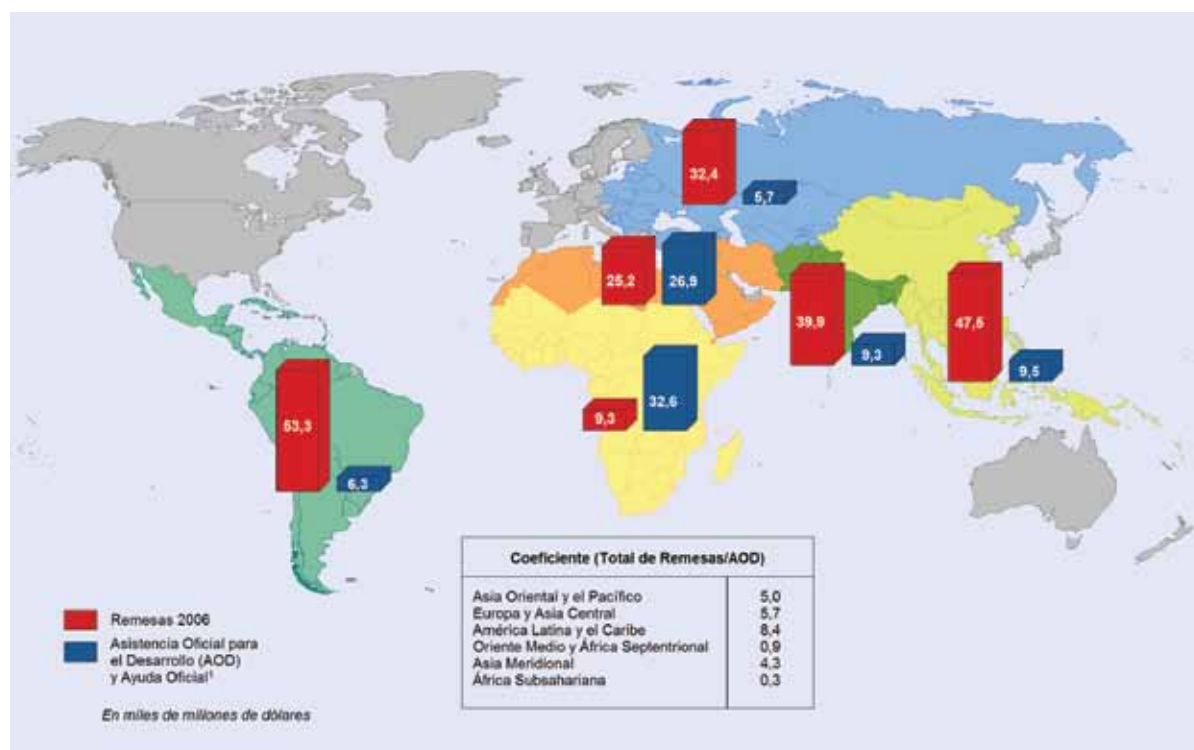 32,4
5,7
25,2
26,9
39,9
9,3
47,5
9,5
53,3
6,3
9,3
32,6
Coeficiente (Total de Remesas/AOD)
Asia Oriental y el Pacífico 5,0
Europa y Asia Central 5,7
América Latina y el Caribe 8,4
Oriente Medio y África Septentrional 0,9
Asia Meridional 4,3
África Subsahariana 0,3
Remesas 2006
Asistencia Oficial para
el Desarrollo (AOD)
y Ayuda Oficial¹
En miles de millones de dólares